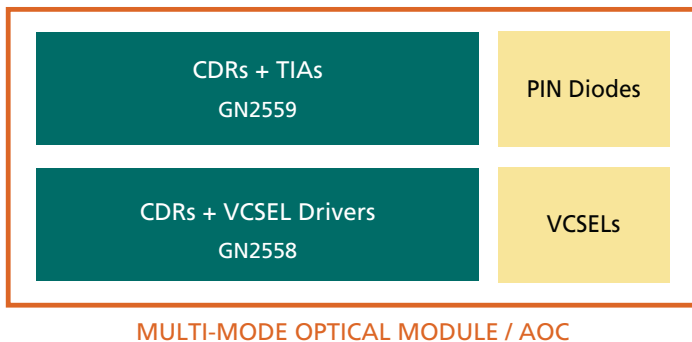 CDRs + TIAs
GN2559
PIN Diodes
CDRs + VCSEL Drivers
GN2558
VCSELs
MULTI-MODE OPTICAL MODULE / AOC